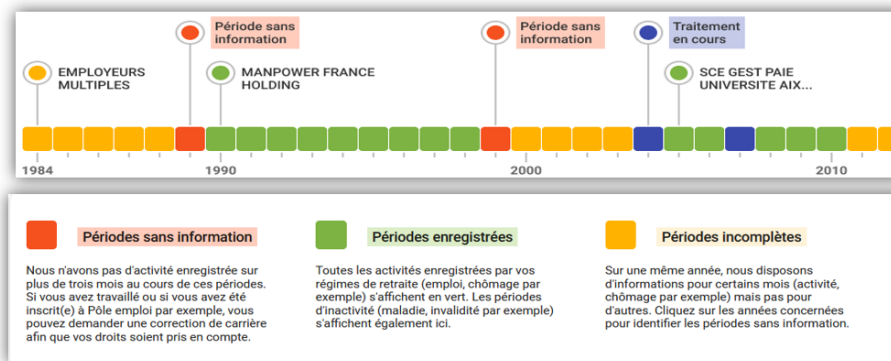 Période sans
information
Période sans
information
Traitement
en cours
EMPLOYEURS
MULTIPLES
MANPOWER FRANCE
HOLDING
SCE GEST PAIE
UNIVERSITE AIX...
1984
1990
2000
2010
Périodes sans information
Nous n'avons pas d'activité enregistrée sur
plus de trois mois au cours de ces périodes.
Si vous avez travaillé ou si vous avez été
inscrit(e) à Pôle emploi par exemple, vous
pouvez demander une correction de carrière
afin que vos droits soient pris en compte.
Périodes enregistrées
Toutes les activités enregistrées par vos
régimes de retraite (emploi, chômage par
exemple) s'affichent en vert. Les périodes
d'inactivité (maladie, invalidité par exemple)
s'affichent également ici.
Périodes incomplètes
Sur une même année, nous disposons
d'informations pour certains mois (activité,
chômage par exemple) mais pas pour
d'autres. Cliquez sur les années concernées
pour identifier les périodes sans information.